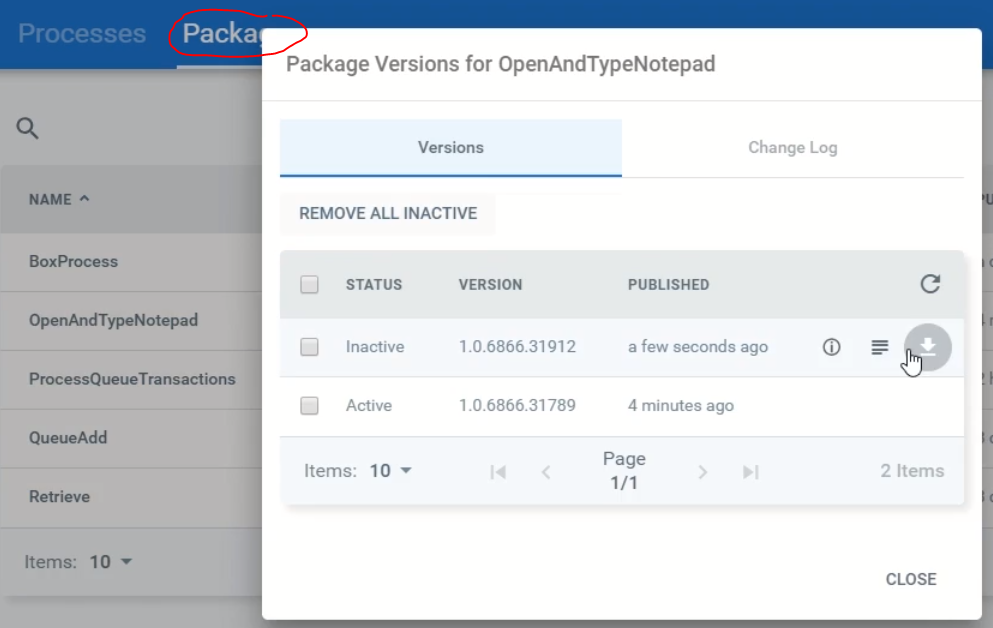 Processes
Packag
Package Versions for OpenAndTypeNotepad
Versions
Change Log
REMOVE ALL INACTIVE
NAME
STATUS VERSION PUBLISHED
BoxProcess
OpenAndTypeNotepad
ProcessQueueTransactions
QueueAdd
Retrieve
Inactive 1.0.6866.31912 a few seconds ago
Active 1.0.6866.31789 4 minutes ago
Items: 10
Page
1/1
2 Items
Items: 10
CLOSE